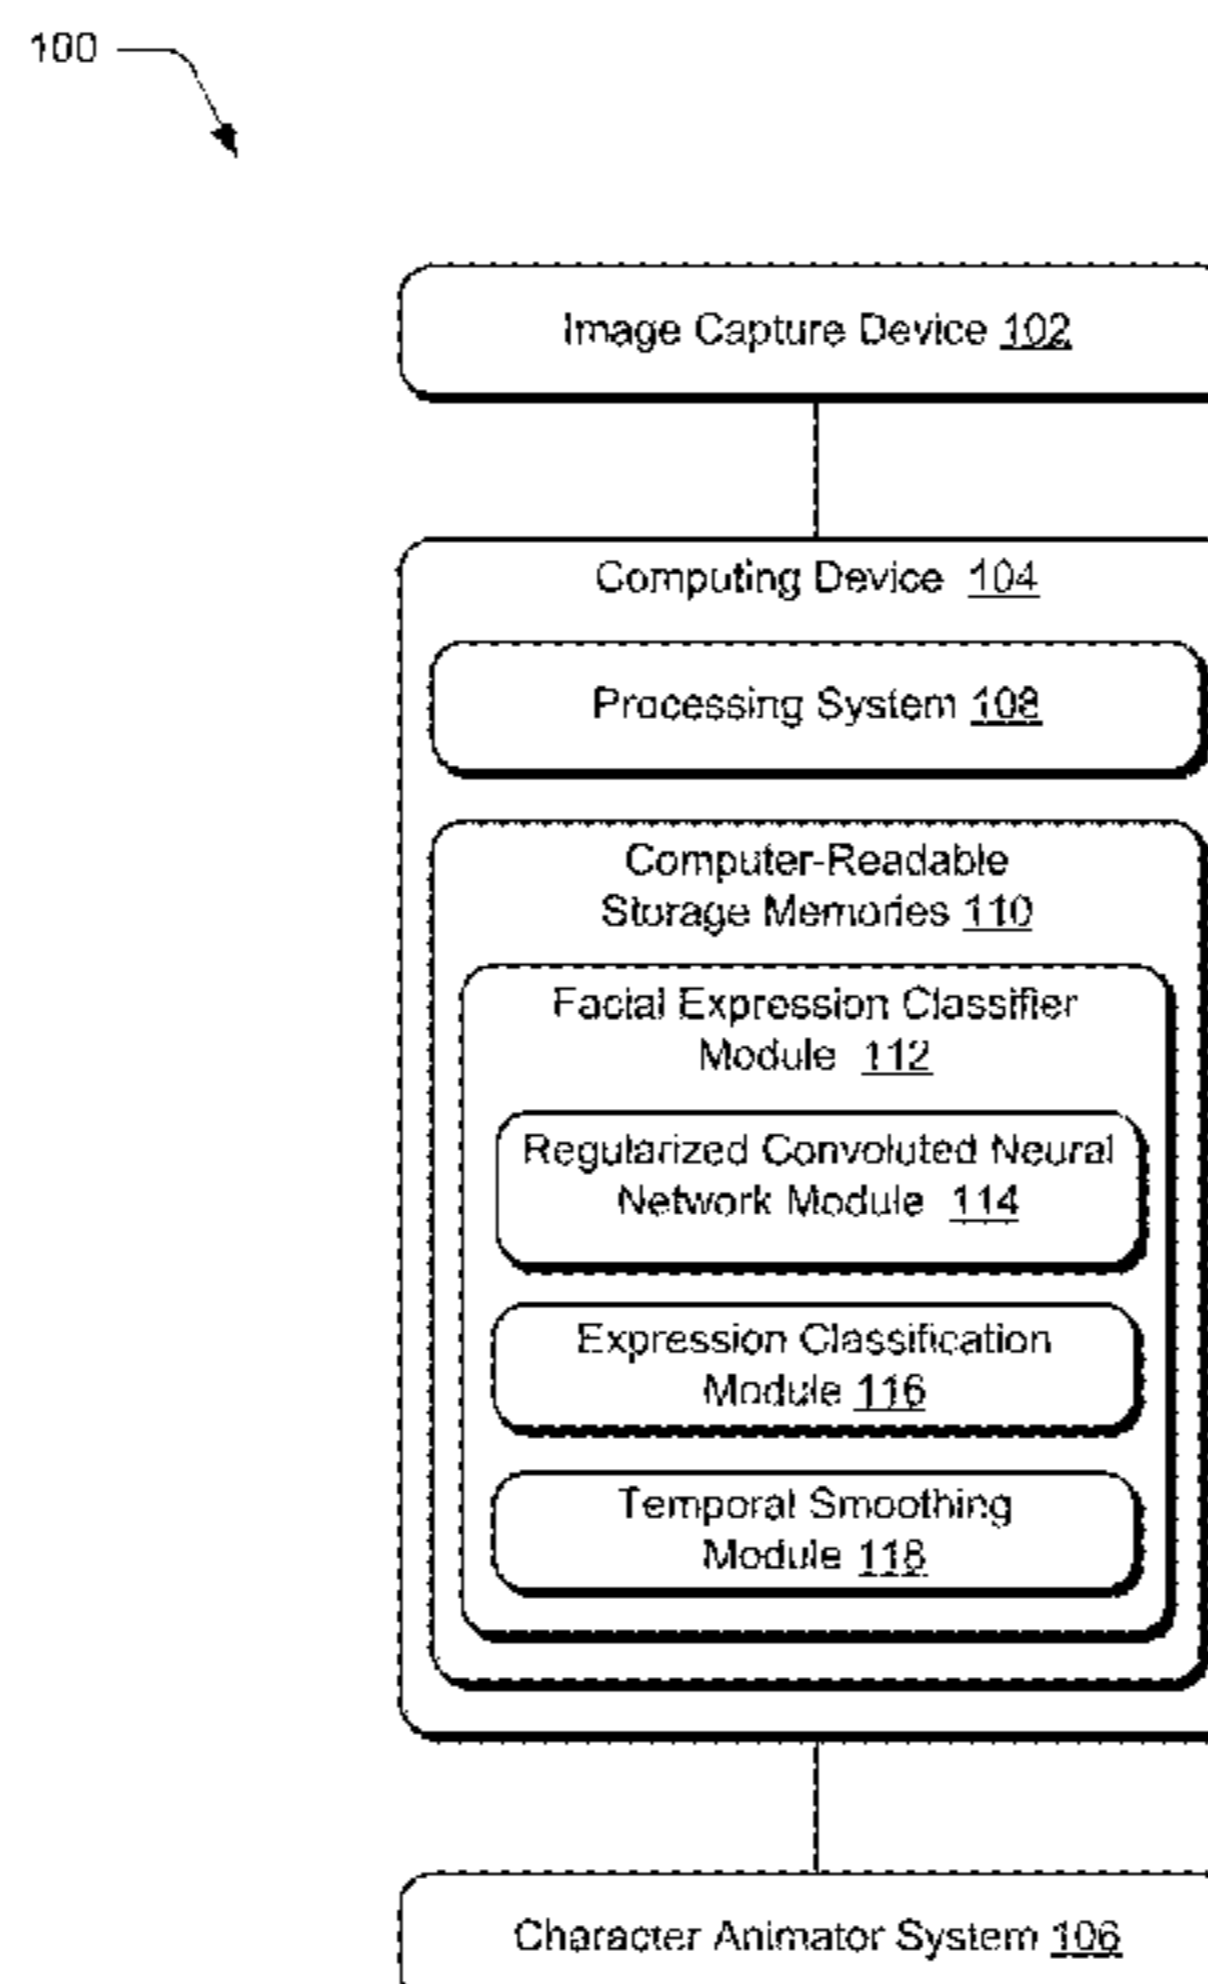 100
Image Capture Device 102
Computing Device 104
Processing System 108
Computer-Readable
Storage Memories 110
Facial Expression Classifier
Module 112
Regularized Convoluted Neural
Network Module 114
Expression Classification
Module 116
Temporal Smoothing
Module 118
Character Animator System 106